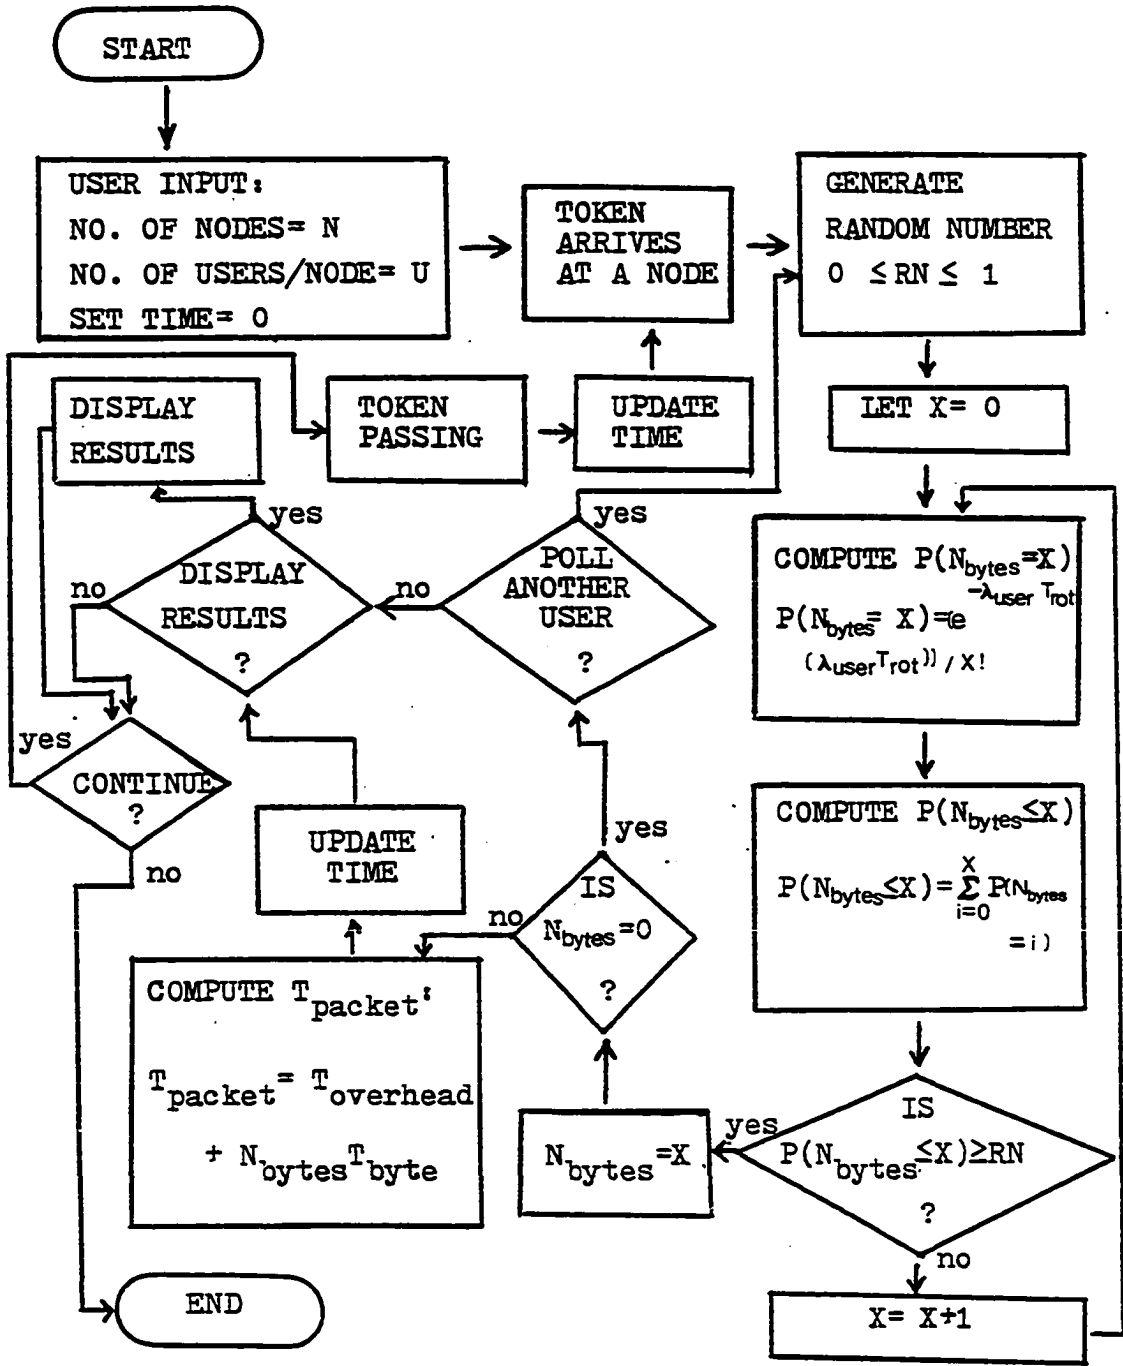 START
USER INPUT:
NO. OF NODES= N
NO. OF USERS/NODE= U
SET TIME= 0
TOKEN
ARRIVES
AT A NODE
GENERATE
RANDOM NUMBER
0 ≤RN≤ 1
LET X= 0
DISPLAY
RESULTS
TOKEN
PASSING
UPDATE
TIME
yes
DISPLAY
RESULTS
?
no
yes
POLL
ANOTHER
USER
?
no
COMPUTE P(Nbytes=X)
-λuser Trot
P(Nbytes= X)=(e
(λuserTrot))/X!
yes
CONTINUE
?
no
UPDATE
TIME
COMPUTE P(Nbytes≤X)
X
P(Nbytes≤X)=∑ P(Nbytes
i=0
=i)
yes
IS
Nbytes=0
?
no
COMPUTE Tpacket:
Tpacket= Toverhead
+ NbytesTbyte
Nbytes=X
yes
IS
P(Nbytes≤X)≥RN
?
no
X= X+1
END